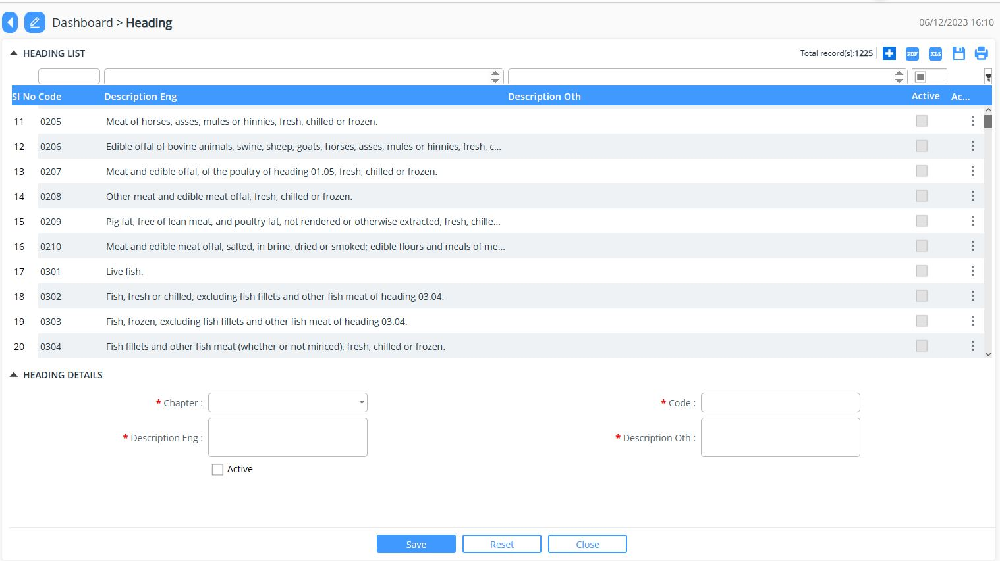 Dashboard > Heading 06/12/2023 16:10
HEADING LIST Total record(s):1225 PDF XLS
Sl No Code Description Eng Description Oth Active Ac...
11 0205 Meat of horses, asses, mules or hinnies, fresh, chilled or frozen.
12 0206 Edible offal of bovine animals, swine, sheep, goats, horses, asses, mules or hinnies, fresh, c...
13 0207 Meat and edible offal, of the poultry of heading 01.05, fresh, chilled or frozen.
14 0208 Other meat and edible meat offal, fresh, chilled or frozen.
15 0209 Pig fat, free of lean meat, and poultry fat, not rendered or otherwise extracted, fresh, chille...
16 0210 Meat and edible meat offal, salted, in brine, dried or smoked; edible flours and meals of me...
17 0301 Live fish.
18 0302 Fish, fresh or chilled, excluding fish fillets and other fish meat of heading 03.04.
19 0303 Fish, frozen, excluding fish fillets and other fish meat of heading 03.04.
20 0304 Fish fillets and other fish meat (whether or not minced), fresh, chilled or frozen.
HEADING DETAILS
* Chapter : * Code :
* Description Eng : * Description Oth :
Active
Save Reset Close